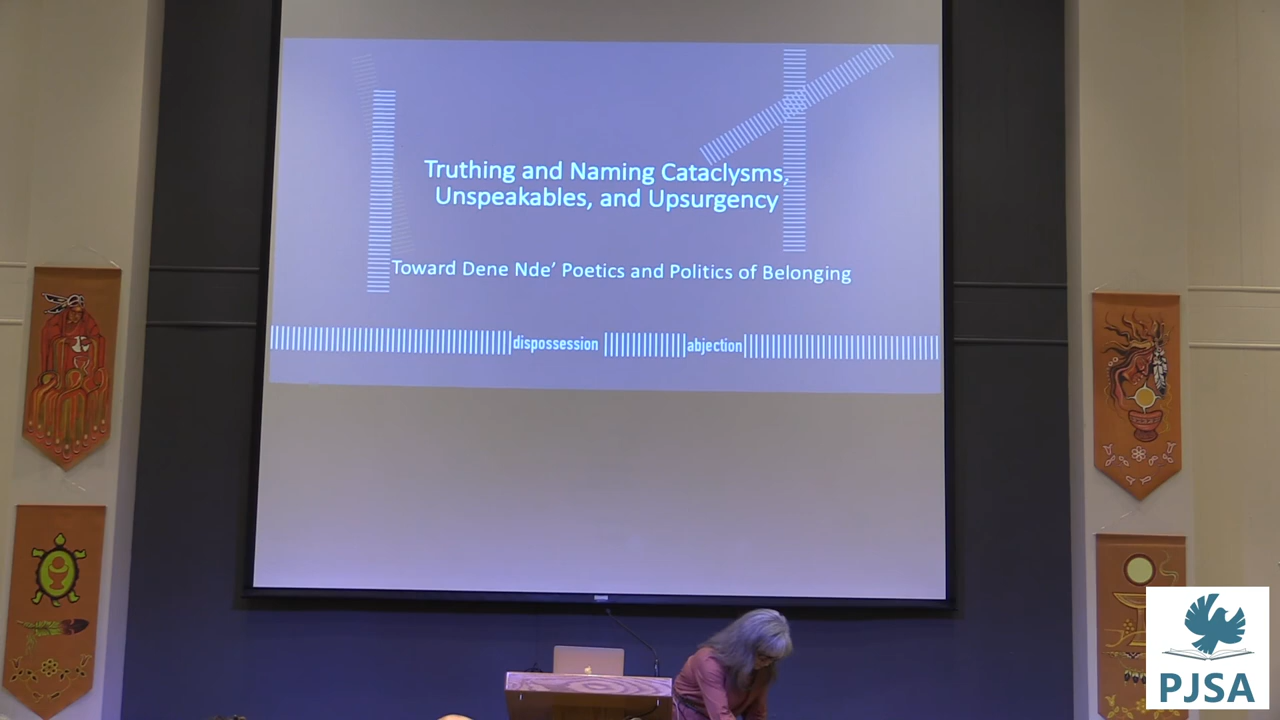 Truthing and Naming Cataclysms,
Unspeakables, and Upsurgency
Toward Dene Nde’ Poetics and Politics of Belonging
dispossession abjection
PJSA